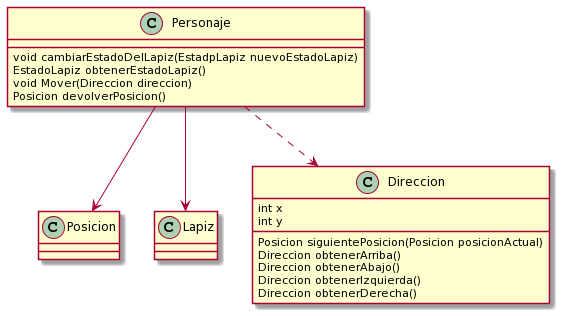 C Personaje
void cambiarEstadoDelLapiz(EstadpLapiz nuevoEstadoLapiz)
EstadoLapiz obtenerEstadoLapiz()
void Mover(Direccion direccion)
Posicion devolverPosicion()
C Posicion
C Lapiz
C Direccion
int x
int y
Posicion siguientePosicion(Posicion posicionActual)
Direccion obtenerArriba()
Direccion obtenerAbajo()
Direccion obtenerIzquierda()
Direccion obtenerDerecha()